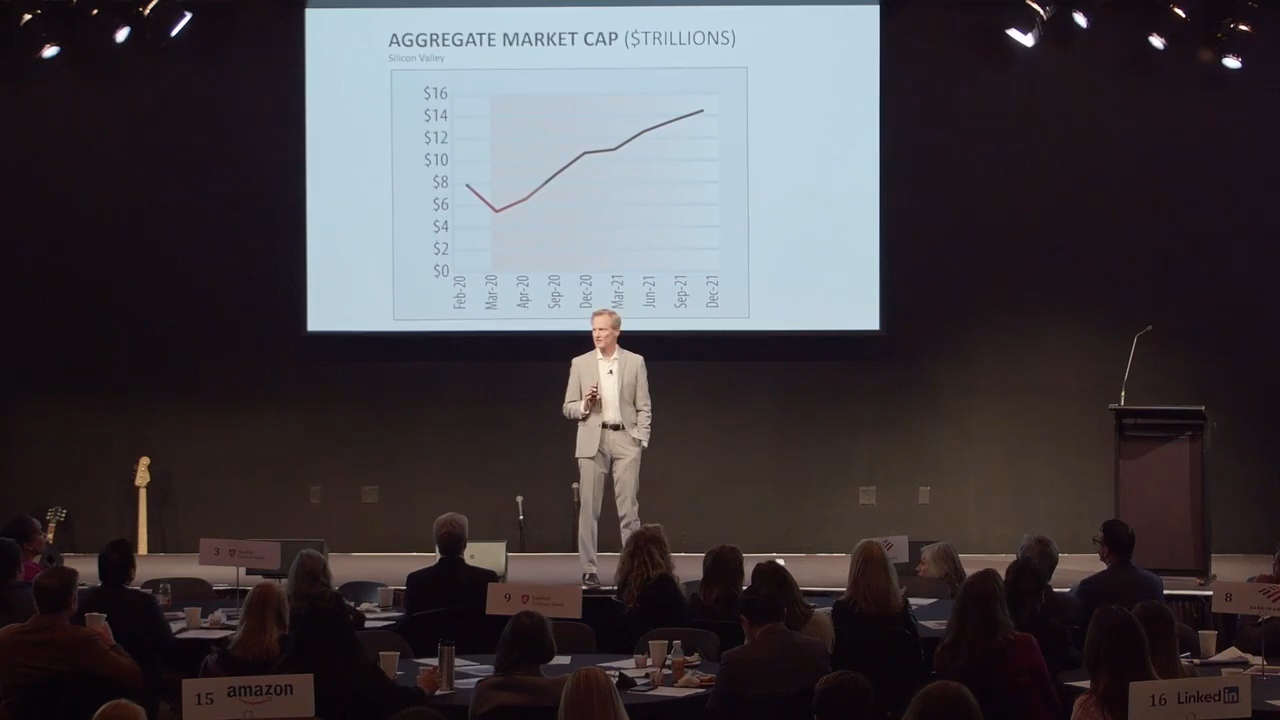 AGGREGATE MARKET CAP ($TRILLIONS)
Silicon Valley
$16
$14
$12
$10
$8
$6
$4
$2
$0
Feb-20
Mar-20
Apr-20
Sep-20
Dec-20
Mar-21
Jun-21
Sep-21
Dec-21
3
9
8
15 amazon
16 LinkedIn